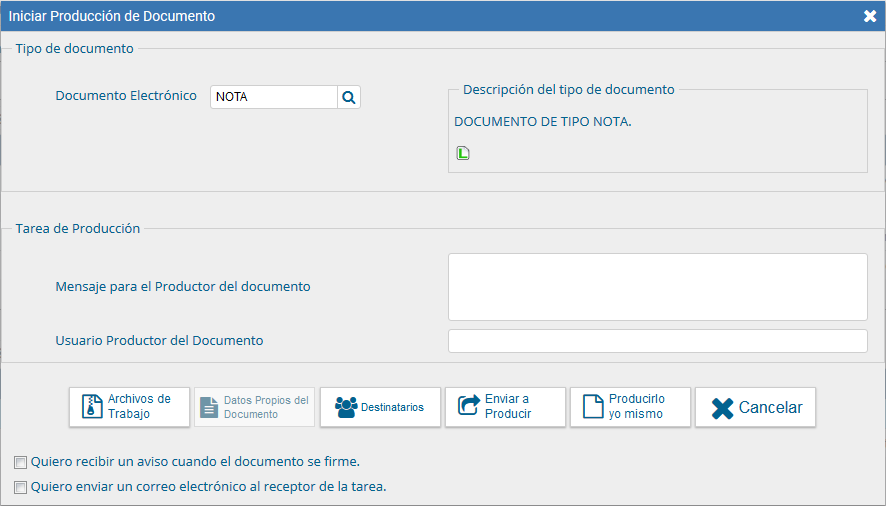 Iniciar Producción de Documento
Tipo de documento
Documento Electrónico
NOTA
Descripción del tipo de documento
DOCUMENTO DE TIPO NOTA.
L
Tarea de Producción
Mensaje para el Productor del documento
Usuario Productor del Documento
Archivos de
Trabajo
Datos Propios del
Documento
Destinatarios
Enviar a
Producir
Producirlo
yo mismo
Cancelar
Quiero recibir un aviso cuando el documento se firme.
Quiero enviar un correo electrónico al receptor de la tarea.